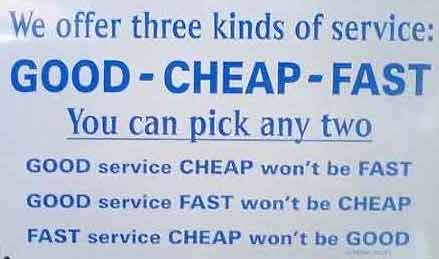 We offer three kinds of service:
GOOD - CHEAP - FAST
You can pick any two
GOOD service CHEAP won't be FAST
GOOD service FAST won't be CHEAP
FAST service CHEAP won't be GOOD